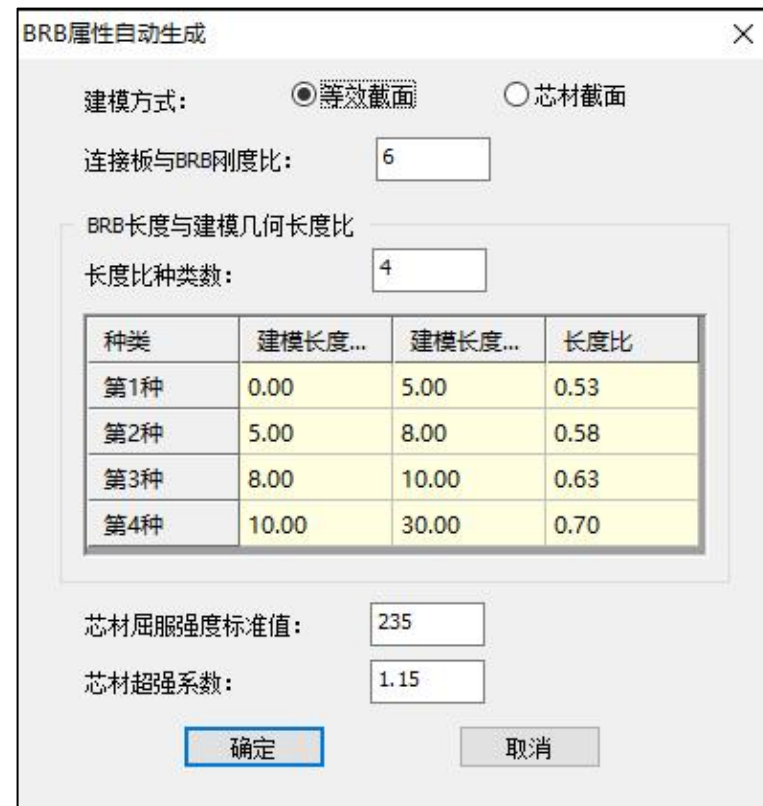 BRB属性自动生成
建模方式： 等效截面 芯材截面
连接板与BRB刚度比： 6
BRB长度与建模几何长度比
长度比种类数： 4
种类 建模长度... 建模长度... 长度比
第1种 0.00 5.00 0.53
第2种 5.00 8.00 0.58
第3种 8.00 10.00 0.63
第4种 10.00 30.00 0.70
芯材屈服强度标准值： 235
芯材超强系数： 1.15
确定 取消